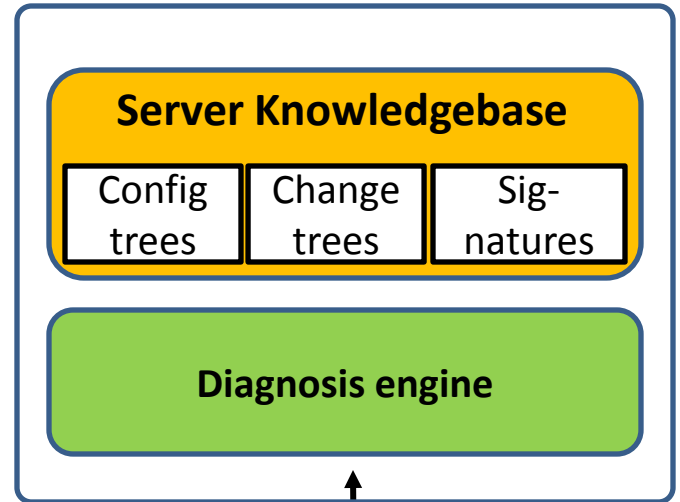 Server Knowledgebase
Config
trees
Change
trees
Sig-
natures
Diagnosis engine